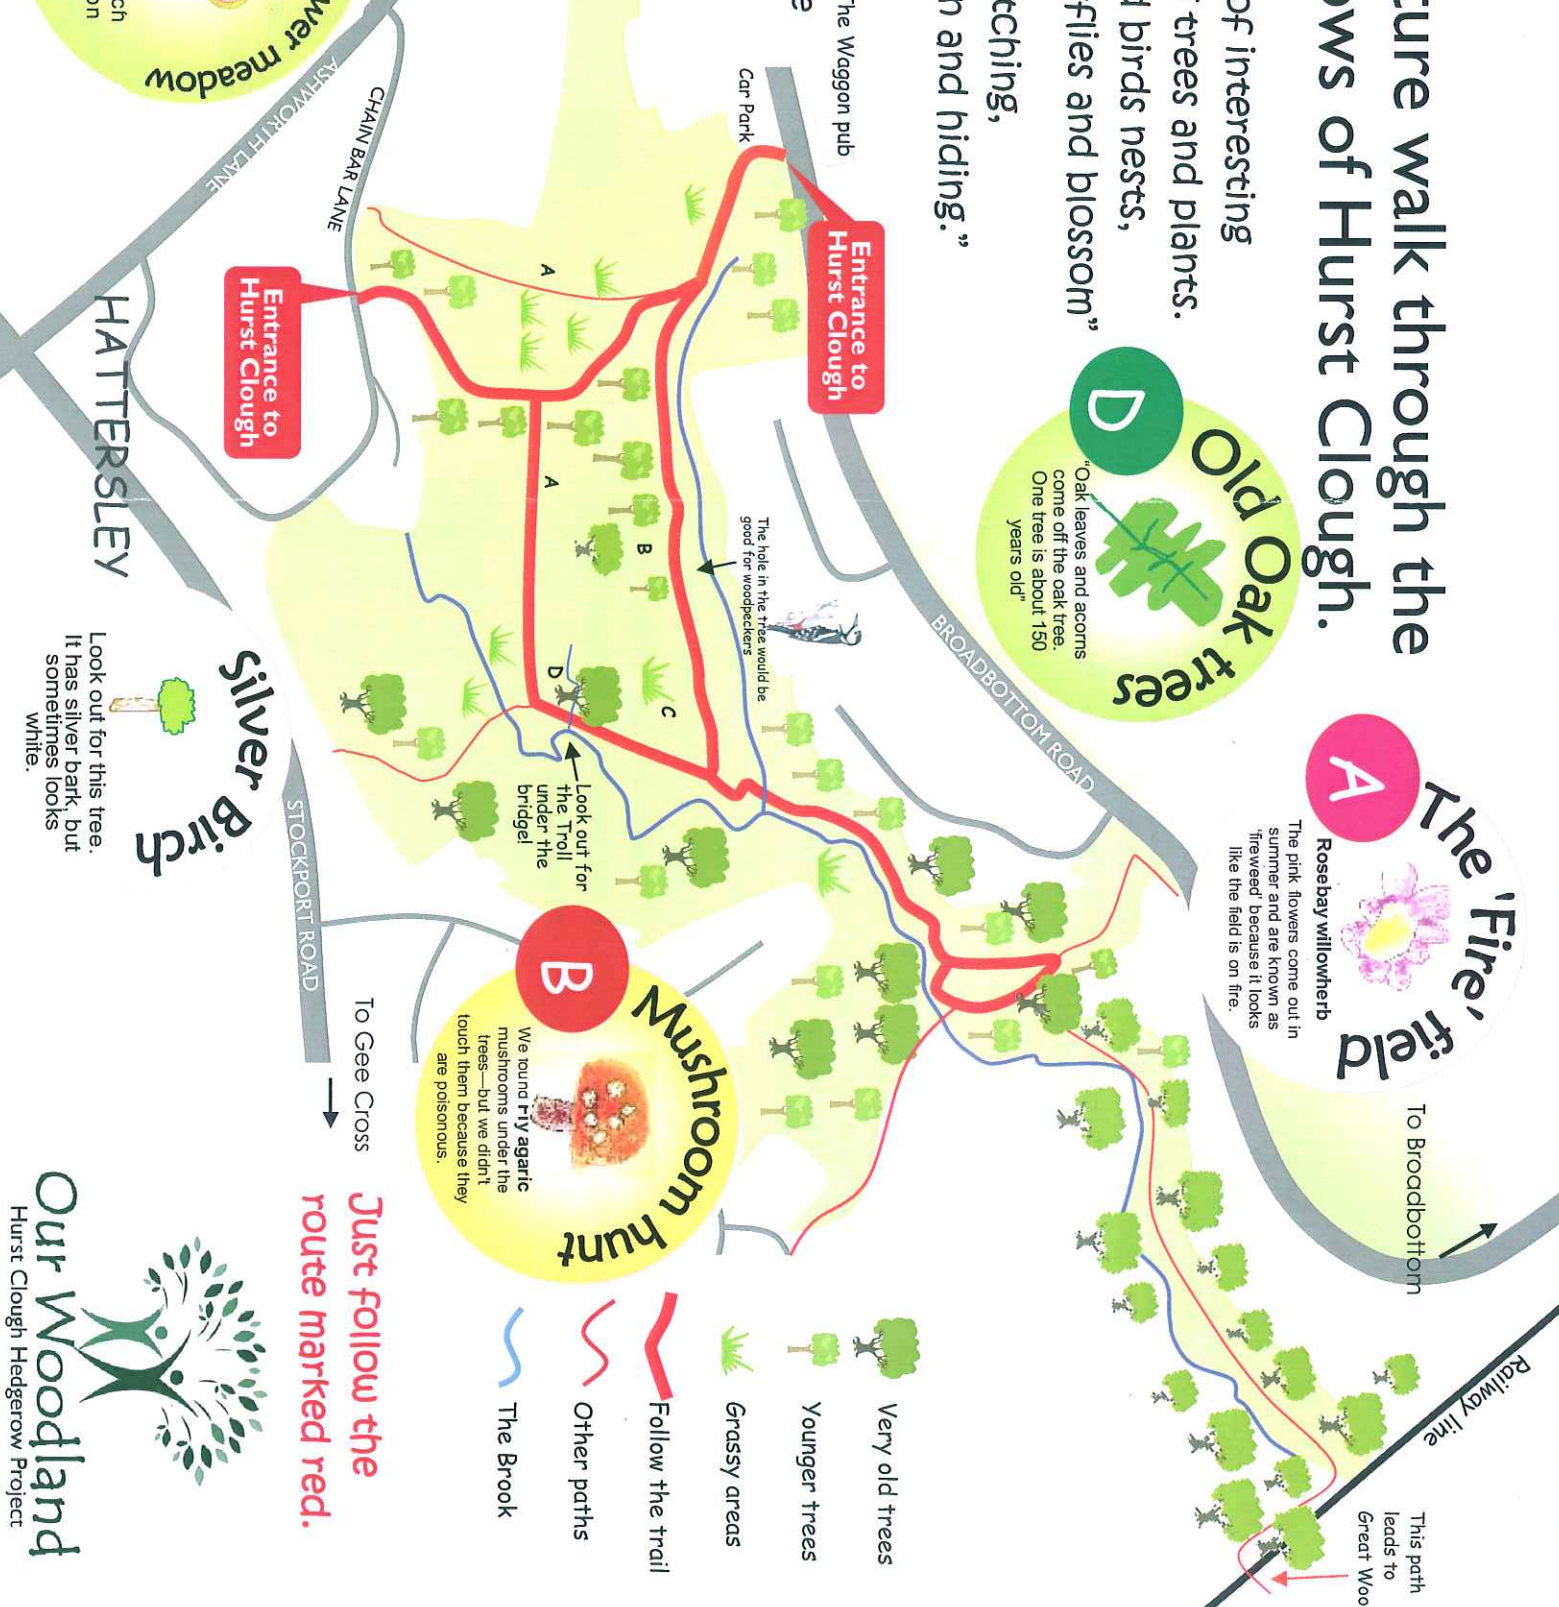 ture walk through the
ows of Hurst Clough.
of interesting
trees and plants.
d birds nests,
flies and blossom"
tching,
n and hiding."
e
The Waggon pub
Car Park
Entrance to
Hurst Clough
D
Old Oak trees
"Oak leaves and acorns
come off the oak tree.
One tree is about 150
years old"
A
The 'Fire' field
Rosebay willowherb
The pink flowers come out in
summer and are known as
'fireweed' because it looks
like the field is on fire.
To Broadbottom
BROADBOTTOM ROAD
Railway line
This path
leads to
Great Woo
wer meadow
ch
on
ASHWORTH LANE
CHAIN BAR LANE
Entrance to
Hurst Clough
HATTERSLEY
A
A
B
C
D
The hole in the tree would be
good for woodpeckers
Look out for
the Troll
under the
bridge!
Silver Birch
Look out for this tree.
It has silver bark, but
sometimes looks
white.
STOCKPORT ROAD
To Gee Cross
B
Mushroom hunt
We found Fly agaric
mushrooms under the
trees—but we didn't
touch them because they
are poisonous.
Very old trees
Younger trees
Grassy areas
Follow the trail
Other paths
The Brook
Just follow the
route marked red.
Our Woodland
Hurst Clough Hedgerow Project